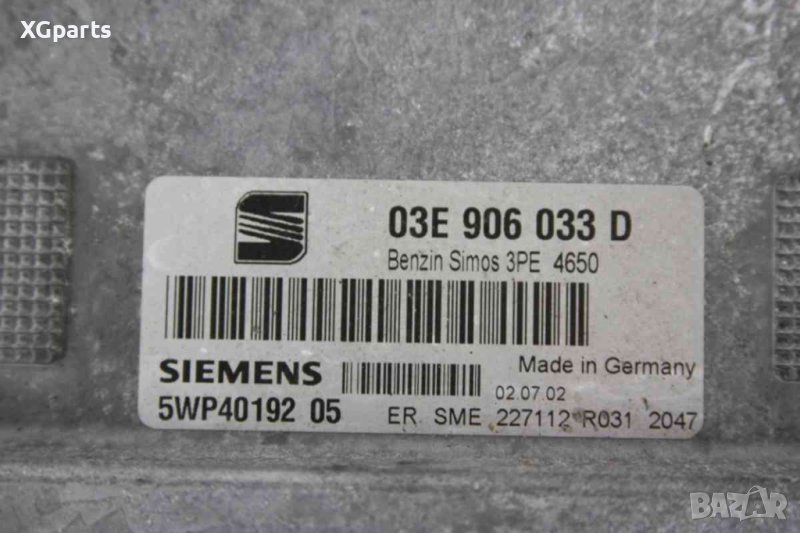 XGparts
03E 906 033 D
Benzin Simos 3PE 4650
SIEMENS
Made in Germany
02.07.02
5WP40192 05
ER SME 227112 R031 2047
BAZAR